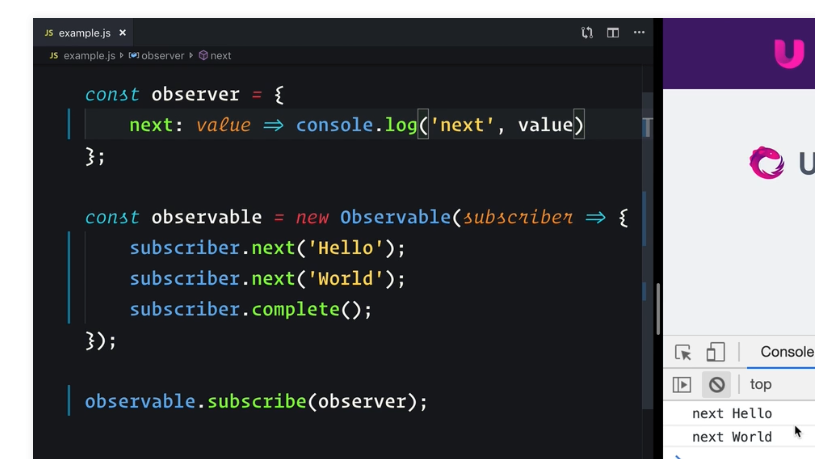 JS example.js ×
JS example.js observer next
const observer = {
next: value => console.log('next', value)
};
const observable = new Observable(subscriber => {
subscriber.next('Hello');
subscriber.next('World');
subscriber.complete();
});
observable.subscribe(observer);
U
Console
top
next Hello
next World